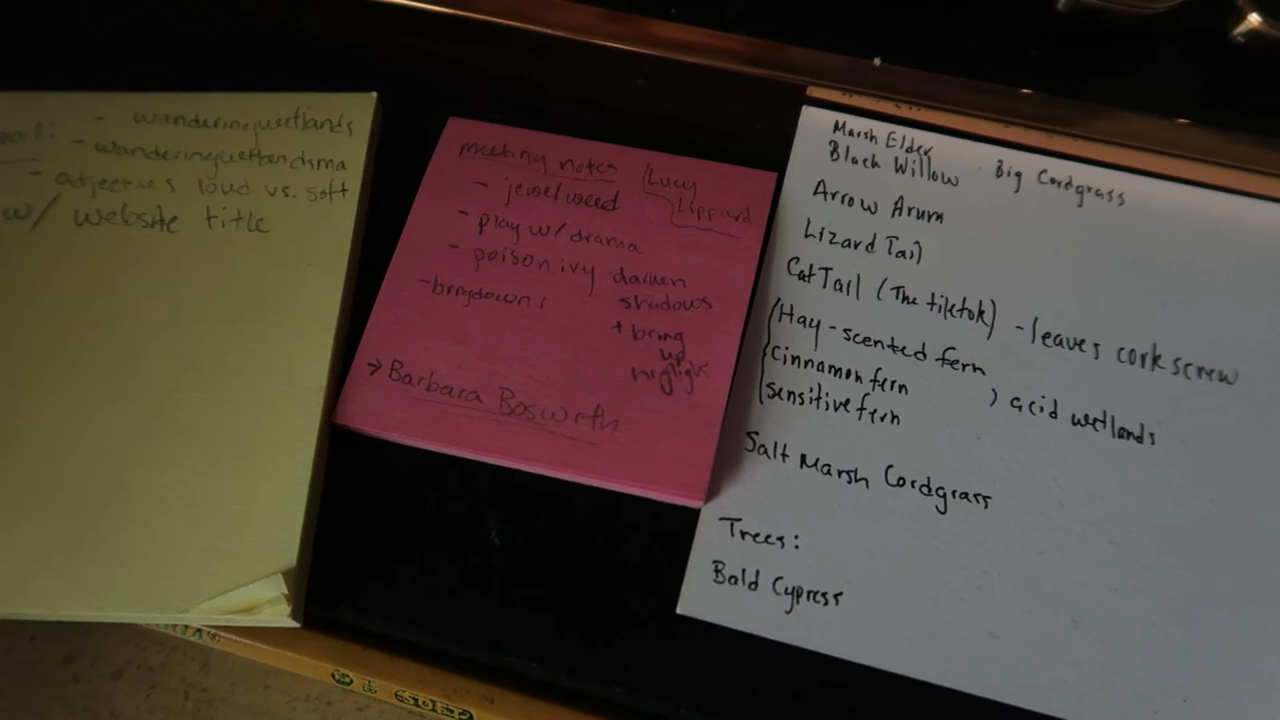 - wanderingwetlands
- wanderingwetlandsma
- adjectives loud vs. soft
w/ website title
meeting notes
Lucy
Lippard
- jewelweed
- play w/ drama
- poison ivy darken
shadows
+ bring
up
→ Barbara Boswrth
Marsh Elder
Black Willow
Big Cordgrass
Arrow Arum
Lizard Tail
CatTail (The tiktok) - leaves corkscrew
Hay-scented fern
Cinnamon fern
) acid wetlands
Sensitive fern
Salt Marsh Cordgrass
Trees:
Bald Cypress